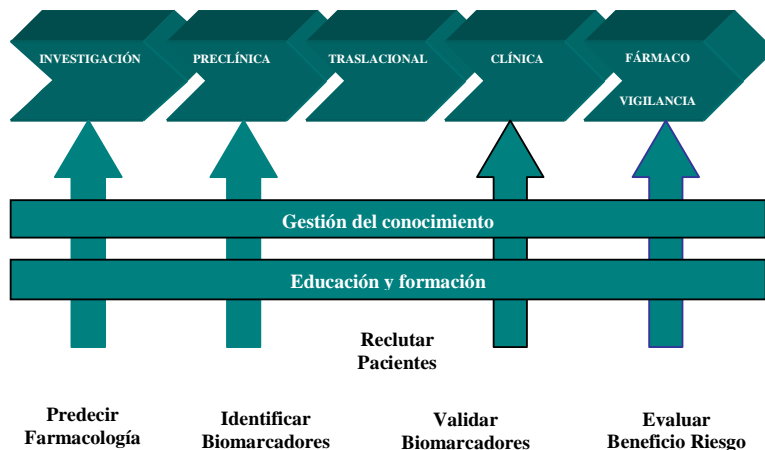 INVESTIGACIÓN
PRECLÍNICA
TRASLACIONAL
CLÍNICA
FÁRMACO
VIGILANCIA
Gestión del conocimiento
Educación y formación
Reclutar
Pacientes
Predecir
Farmacología
Identificar
Biomarcadores
Validar
Biomarcadores
Evaluar
Beneficio Riesgo